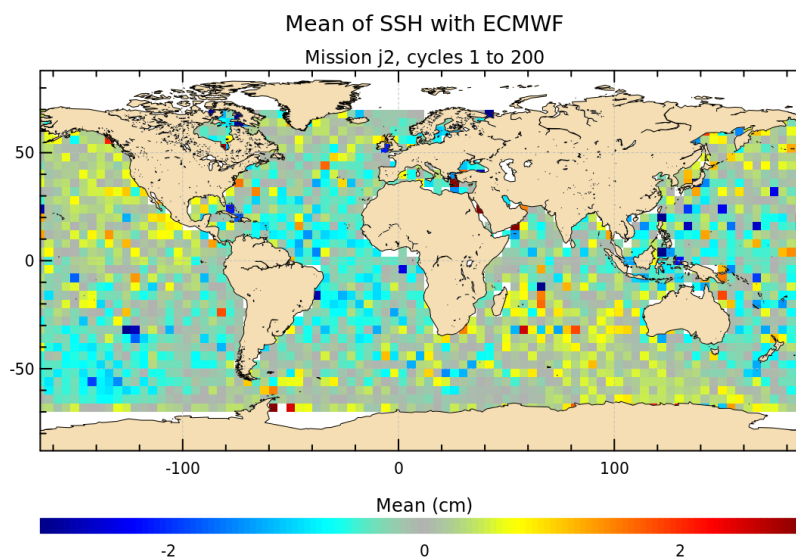 Mean of SSH with ECMWF
Mission j2, cycles 1 to 200
50
0
-50
-100 0 100
Mean (cm)
-2 0 2